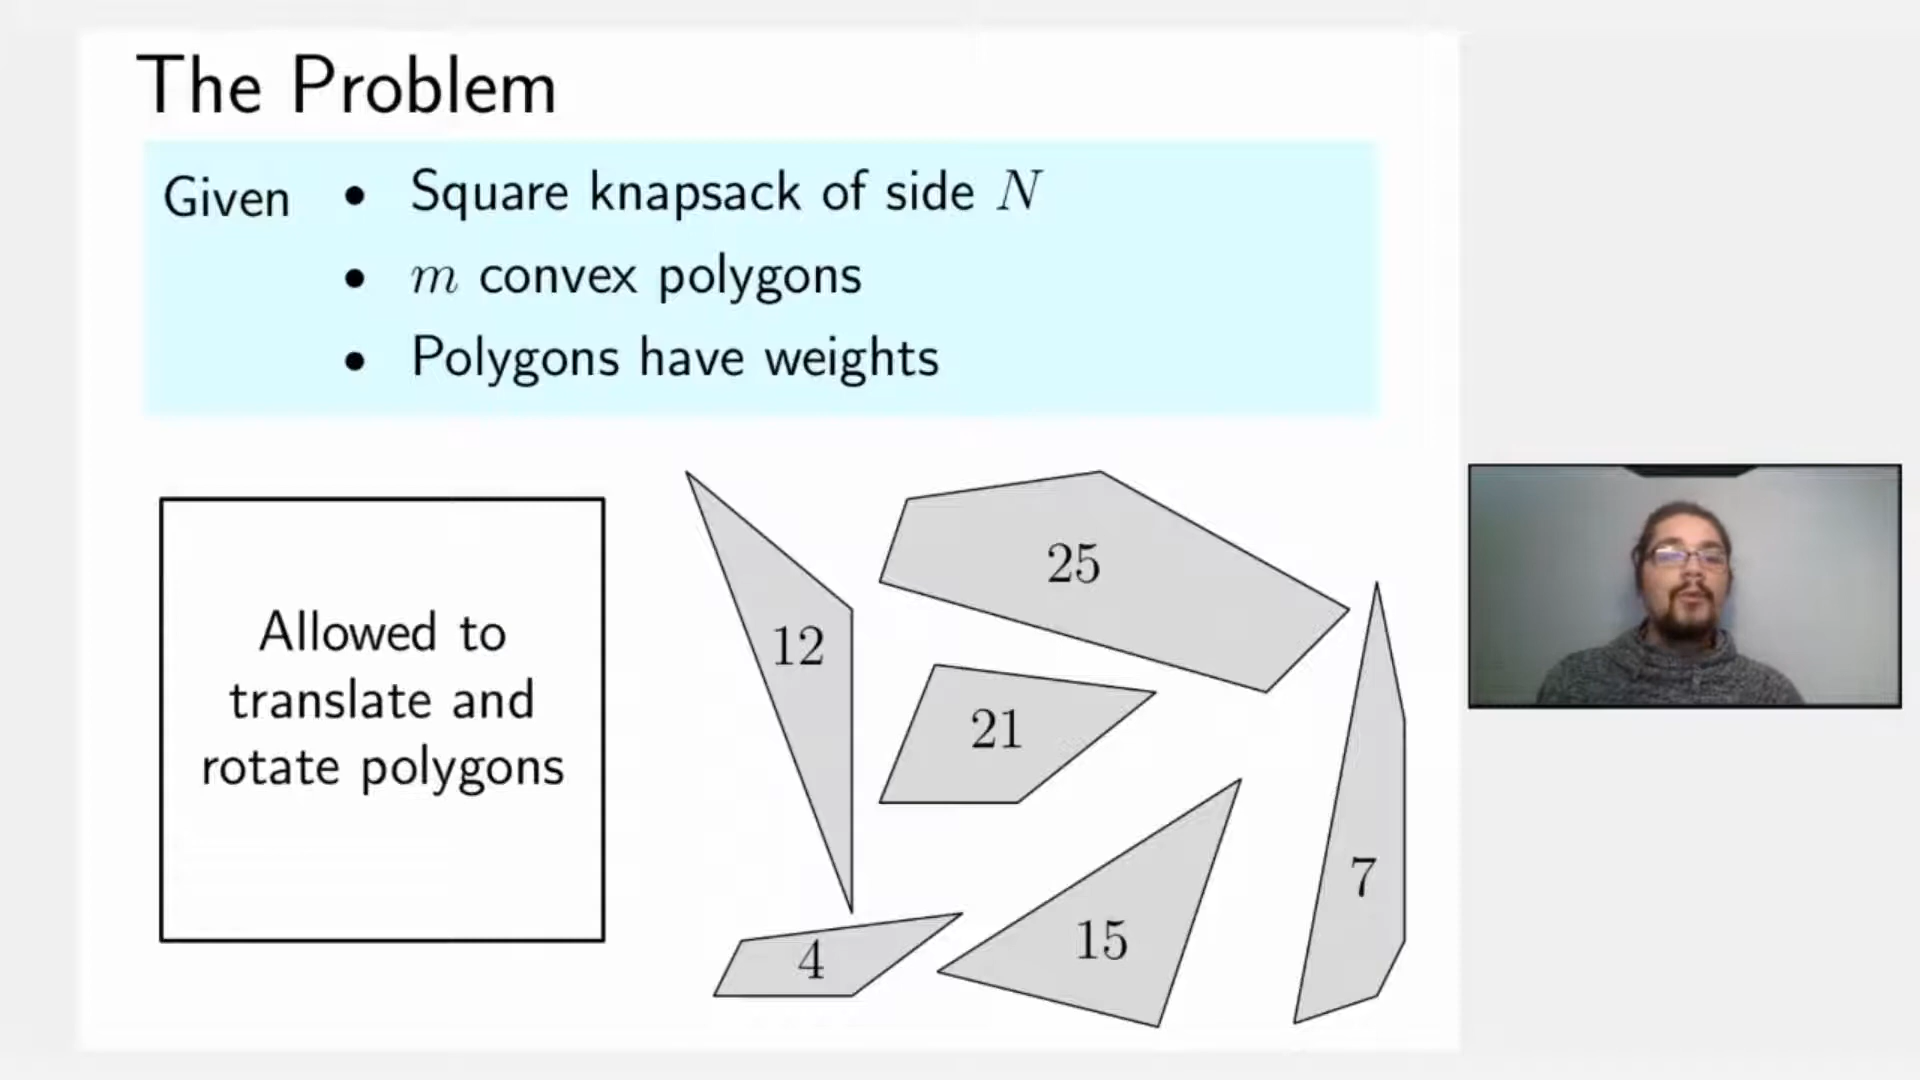 The Problem
Given • Square knapsack of side N
• m convex polygons
• Polygons have weights
Allowed to
translate and
rotate polygons
25
12
21
7
15
4